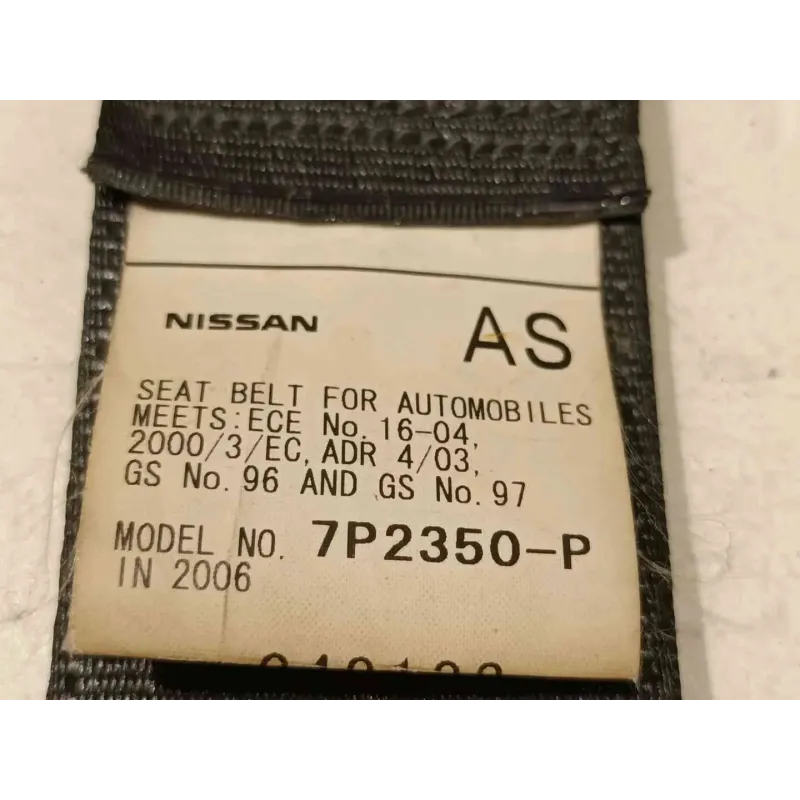 NISSAN AS
SEAT BELT FOR AUTOMOBILES
MEETS:ECE No. 16-04,
2000/3/EC, ADR 4/03,
GS No. 96 AND GS No. 97
MODEL NO. 7P2350-P
IN 2006